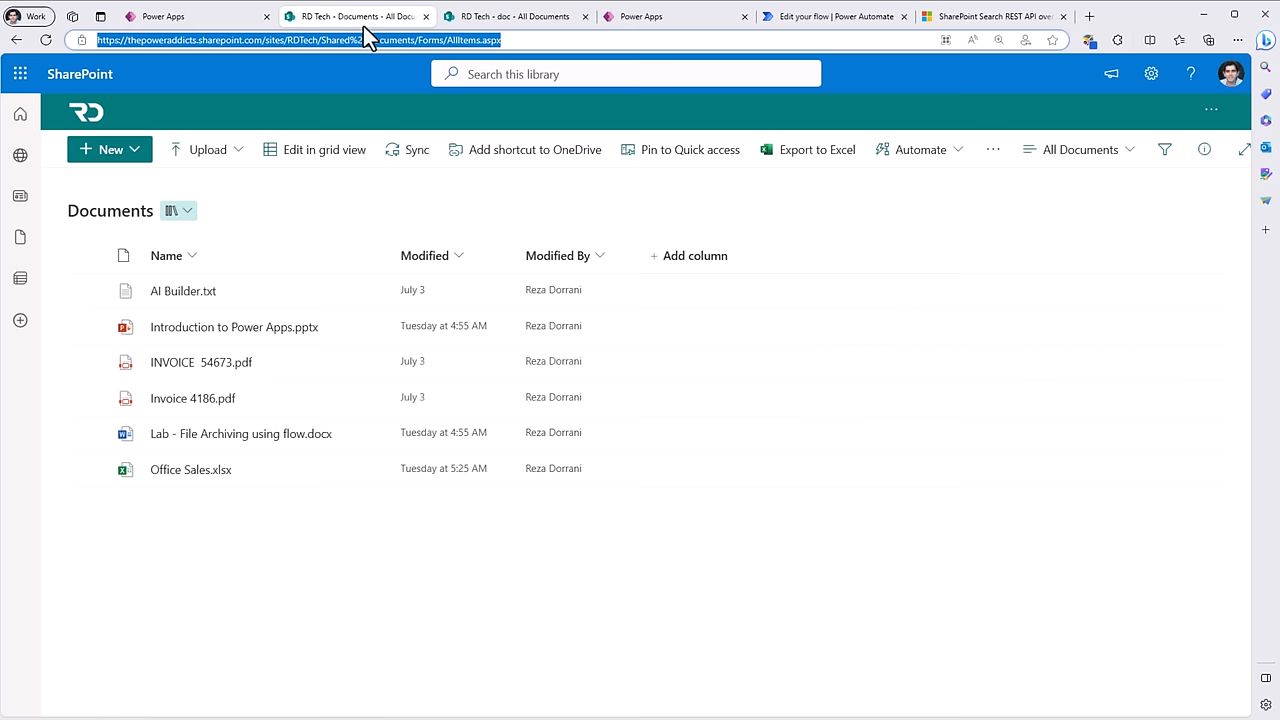 Work
Power Apps
RD Tech - Documents - All Docu
RD Tech - doc - All Documents
Power Apps
Edit your flow | Power Automate
SharePoint Search REST API over
https://thepoweraddicts.sharepoint.com/sites/RDTech/Shared%2 cuments/Forms/AllItems.aspx
SharePoint
Search this library
RD
New
Upload
Edit in grid view
Sync
Add shortcut to OneDrive
Pin to Quick access
Export to Excel
Automate
All Documents
Documents
Name
Modified
Modified By
+ Add column
AI Builder.txt
July 3
Reza Dorrani
Introduction to Power Apps.pptx
Tuesday at 4:55 AM
Reza Dorrani
INVOICE 54673.pdf
July 3
Reza Dorrani
Invoice 4186.pdf
July 3
Reza Dorrani
Lab - File Archiving using flow.docx
Tuesday at 4:55 AM
Reza Dorrani
Office Sales.xlsx
Tuesday at 5:25 AM
Reza Dorrani